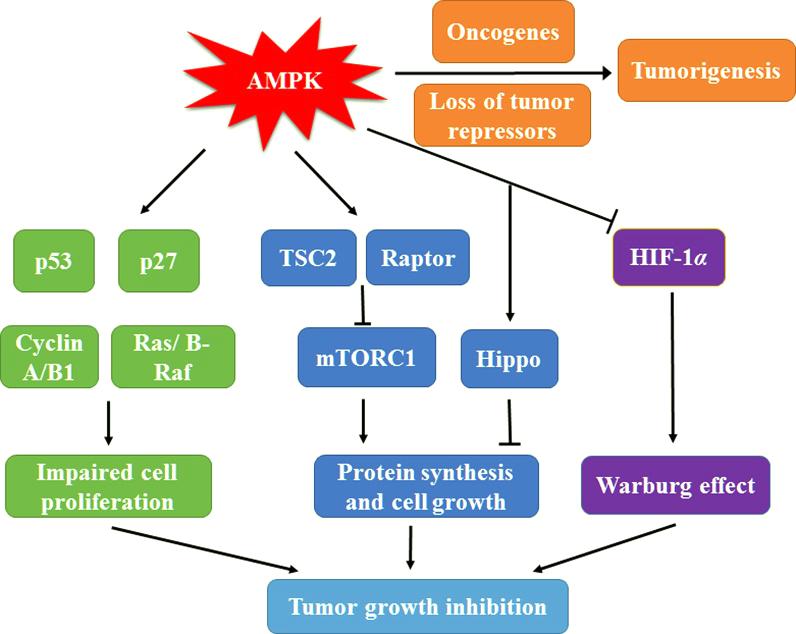 Oncogenes
AMPK
Tumorigenesis
Loss of tumor
repressors
p53
p27
TSC2
Raptor
HIF-1α
Cyclin
A/B1
Ras/ B-
Raf
mTORC1
Hippo
Impaired cell
proliferation
Protein synthesis
and cell growth
Warburg effect
Tumor growth inhibition